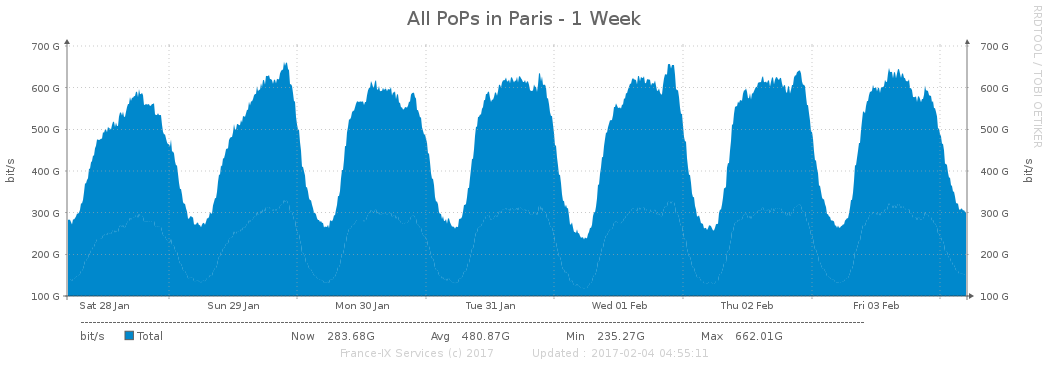 All PoPs in Paris - 1 Week
RRDTOOL / TOBI OETIKER
700 G 700 G
600 G 600 G
500 G 500 G
400 G 400 G
300 G 300 G
200 G 200 G
100 G 100 G
bit/s bit/s
Sat 28 Jan Sun 29 Jan Mon 30 Jan Tue 31 Jan Wed 01 Feb Thu 02 Feb Fri 03 Feb
bit/s Total Now 283.68G Avg 480.87G Min 235.27G Max 662.01G
France-IX Services (c) 2017 Updated : 2017-02-04 04:55:11